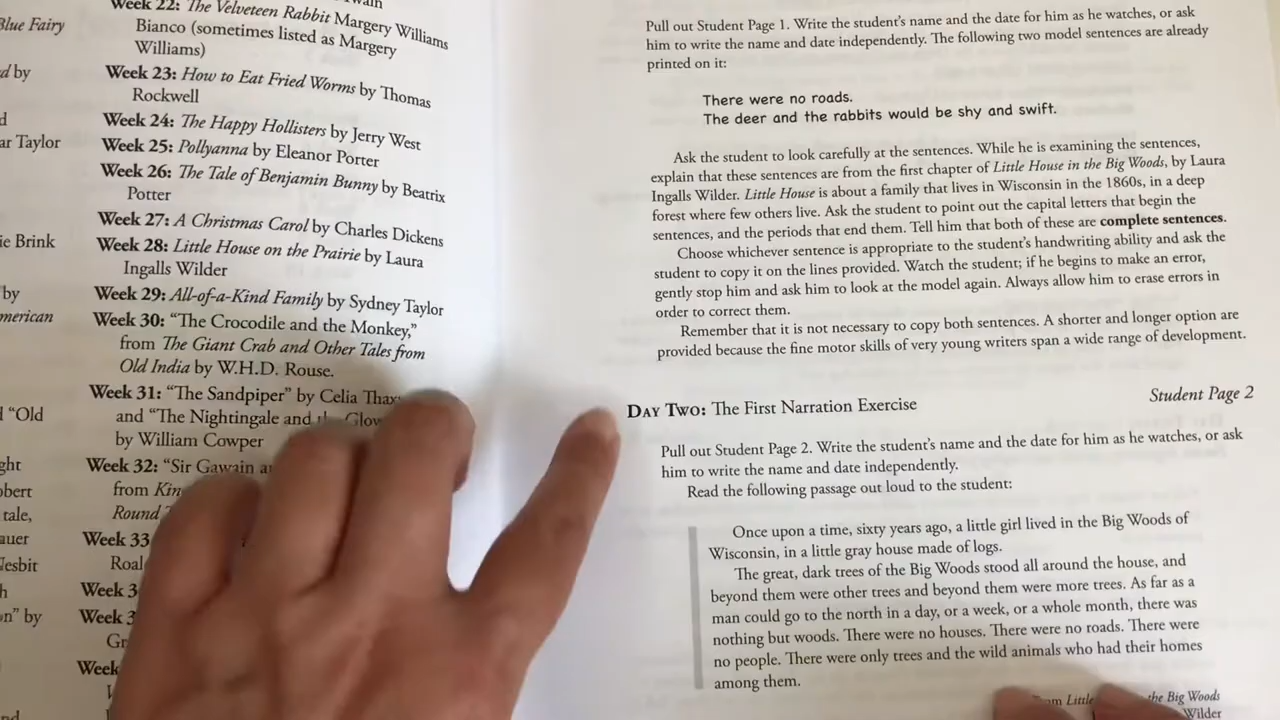 Blue Fairy
d by
d
ar Taylor
ie Brink
by
merican
d “Old
ght
obert
tale,
auer
Nesbit
h
n” by
nd
Week 22: The Velveteen Rabbit Margery Williams
Bianco (sometimes listed as Margery
Williams)
Week 23: How to Eat Fried Worms by Thomas
Rockwell
Week 24: The Happy Hollisters by Jerry West
Week 25: Pollyanna by Eleanor Porter
Week 26: The Tale of Benjamin Bunny by Beatrix
Potter
Week 27: A Christmas Carol by Charles Dickens
Week 28: Little House on the Prairie by Laura
Ingalls Wilder
Week 29: All-of-a-Kind Family by Sydney Taylor
Week 30: “The Crocodile and the Monkey,”
from The Giant Crab and Other Tales from
Old India by W.H.D. Rouse.
Week 31: “The Sandpiper” by Celia Thax
and “The Nightingale and the Glow
by William Cowper
Week 32: “Sir Gawain a
from Kin
Round
Week 33
Roal
Week 3
Week 3
Gr
Week
Pull out Student Page 1. Write the student’s name and the date for him as he watches, or ask
him to write the name and date independently. The following two model sentences are already
printed on it:
There were no roads.
The deer and the rabbits would be shy and swift.
Ask the student to look carefully at the sentences. While he is examining the sentences,
explain that these sentences are from the first chapter of Little House in the Big Woods, by Laura
Ingalls Wilder. Little House is about a family that lives in Wisconsin in the 1860s, in a deep
forest where few others live. Ask the student to point out the capital letters that begin the
sentences, and the periods that end them. Tell him that both of these are complete sentences.
Choose whichever sentence is appropriate to the student’s handwriting ability and ask the
student to copy it on the lines provided. Watch the student; if he begins to make an error,
gently stop him and ask him to look at the model again. Always allow him to erase errors in
order to correct them.
Remember that it is not necessary to copy both sentences. A shorter and longer option are
provided because the fine motor skills of very young writers span a wide range of development.
Day Two: The First Narration Exercise
Student Page 2
Pull out Student Page 2. Write the student’s name and the date for him as he watches, or ask
him to write the name and date independently.
Read the following passage out loud to the student:
Once upon a time, sixty years ago, a little girl lived in the Big Woods of
Wisconsin, in a little gray house made of logs.
The great, dark trees of the Big Woods stood all around the house, and
beyond them were other trees and beyond them were more trees. As far as a
man could go to the north in a day, or a week, or a whole month, there was
nothing but woods. There were no houses. There were no roads. There were
no people. There were only trees and the wild animals who had their homes
among them.
om Little the Big Woods
Wilder